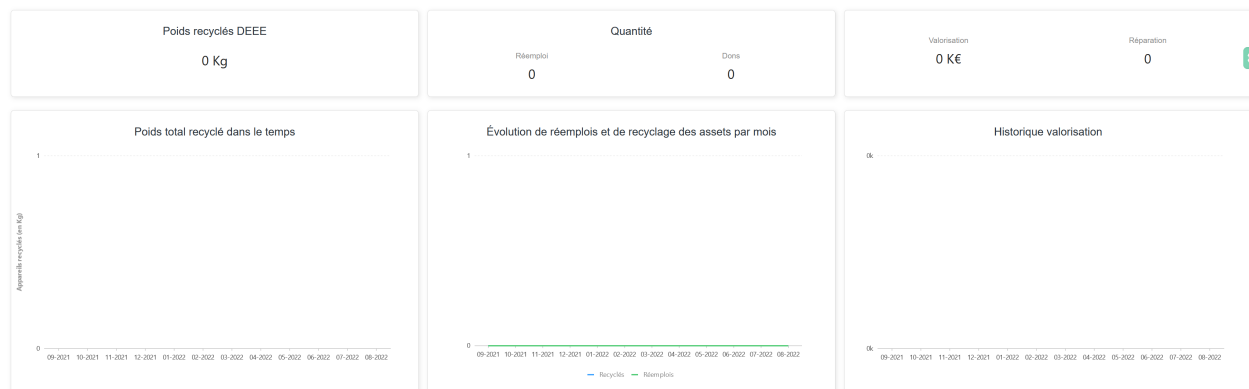 Poids recyclés DEEE
0 Kg
Quantité
Réemploi
Dons
0
0
Valorisation
Réparation
0 K€
0
Poids total recyclé dans le temps
1
Appareils recyclés (en Kg)
0
09-2021 10-2021 11-2021 12-2021 01-2022 02-2022 03-2022 04-2022 05-2022 06-2022 07-2022 08-2022
Évolution de réemplois et de recyclage des assets par mois
1
0
09-2021 10-2021 11-2021 12-2021 01-2022 02-2022 03-2022 04-2022 05-2022 06-2022 07-2022 08-2022
Recyclés Réemplois
Historique valorisation
0k
0k
09-2021 10-2021 11-2021 12-2021 01-2022 02-2022 03-2022 04-2022 05-2022 06-2022 07-2022 08-2022